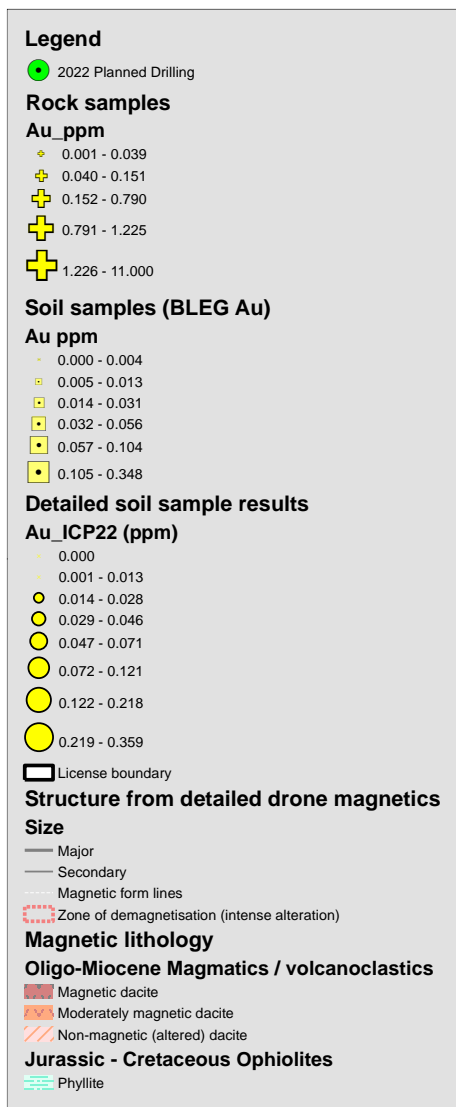 Legend
2022 Planned Drilling
Rock samples
Au_ppm
0.001 - 0.039
0.040 - 0.151
0.152 - 0.790
0.791 - 1.225
1.226 - 11.000
Soil samples (BLEG Au)
Au ppm
0.000 - 0.004
0.005 - 0.013
0.014 - 0.031
0.032 - 0.056
0.057 - 0.104
0.105 - 0.348
Detailed soil sample results
Au_ICP22 (ppm)
0.000
0.001 - 0.013
0.014 - 0.028
0.029 - 0.046
0.047 - 0.071
0.072 - 0.121
0.122 - 0.218
0.219 - 0.359
License boundary
Structure from detailed drone magnetics
Size
Major
Secondary
Magnetic form lines
Zone of demagnetisation (intense alteration)
Magnetic lithology
Oligo-Miocene Magmatics / volcanoclastics
Magnetic dacite
Moderately magnetic dacite
Non-magnetic (altered) dacite
Jurassic - Cretaceous Ophiolites
Phyllite